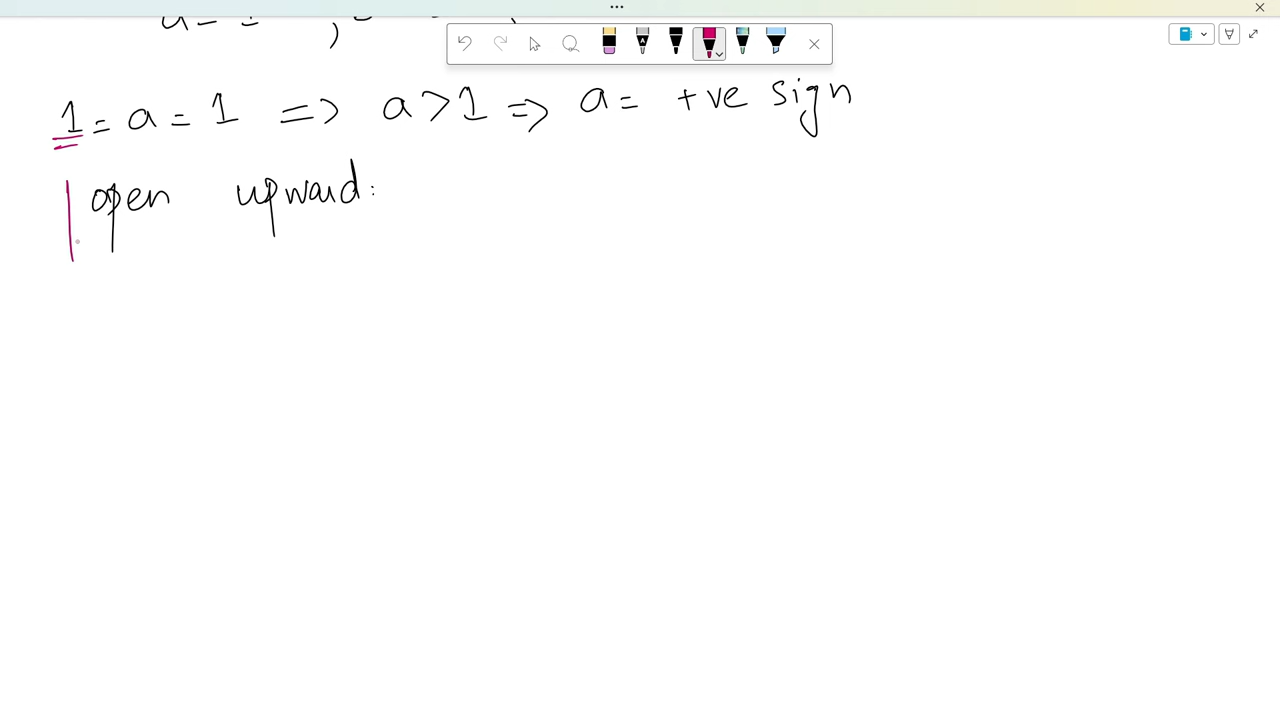 1 = a = 1 => a > 1 => a = +ve sign
open upward: